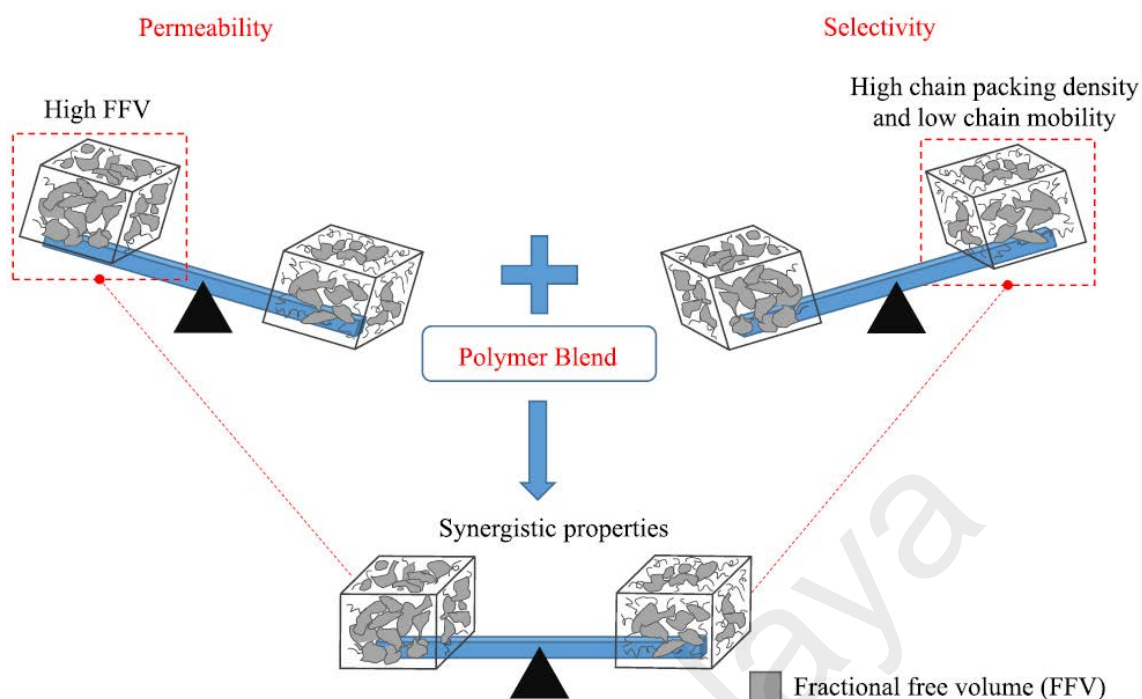 Permeability
Selectivity
High FFV
High chain packing density
and low chain mobility
Polymer Blend
Synergistic properties
Fractional free volume (FFV)
aya